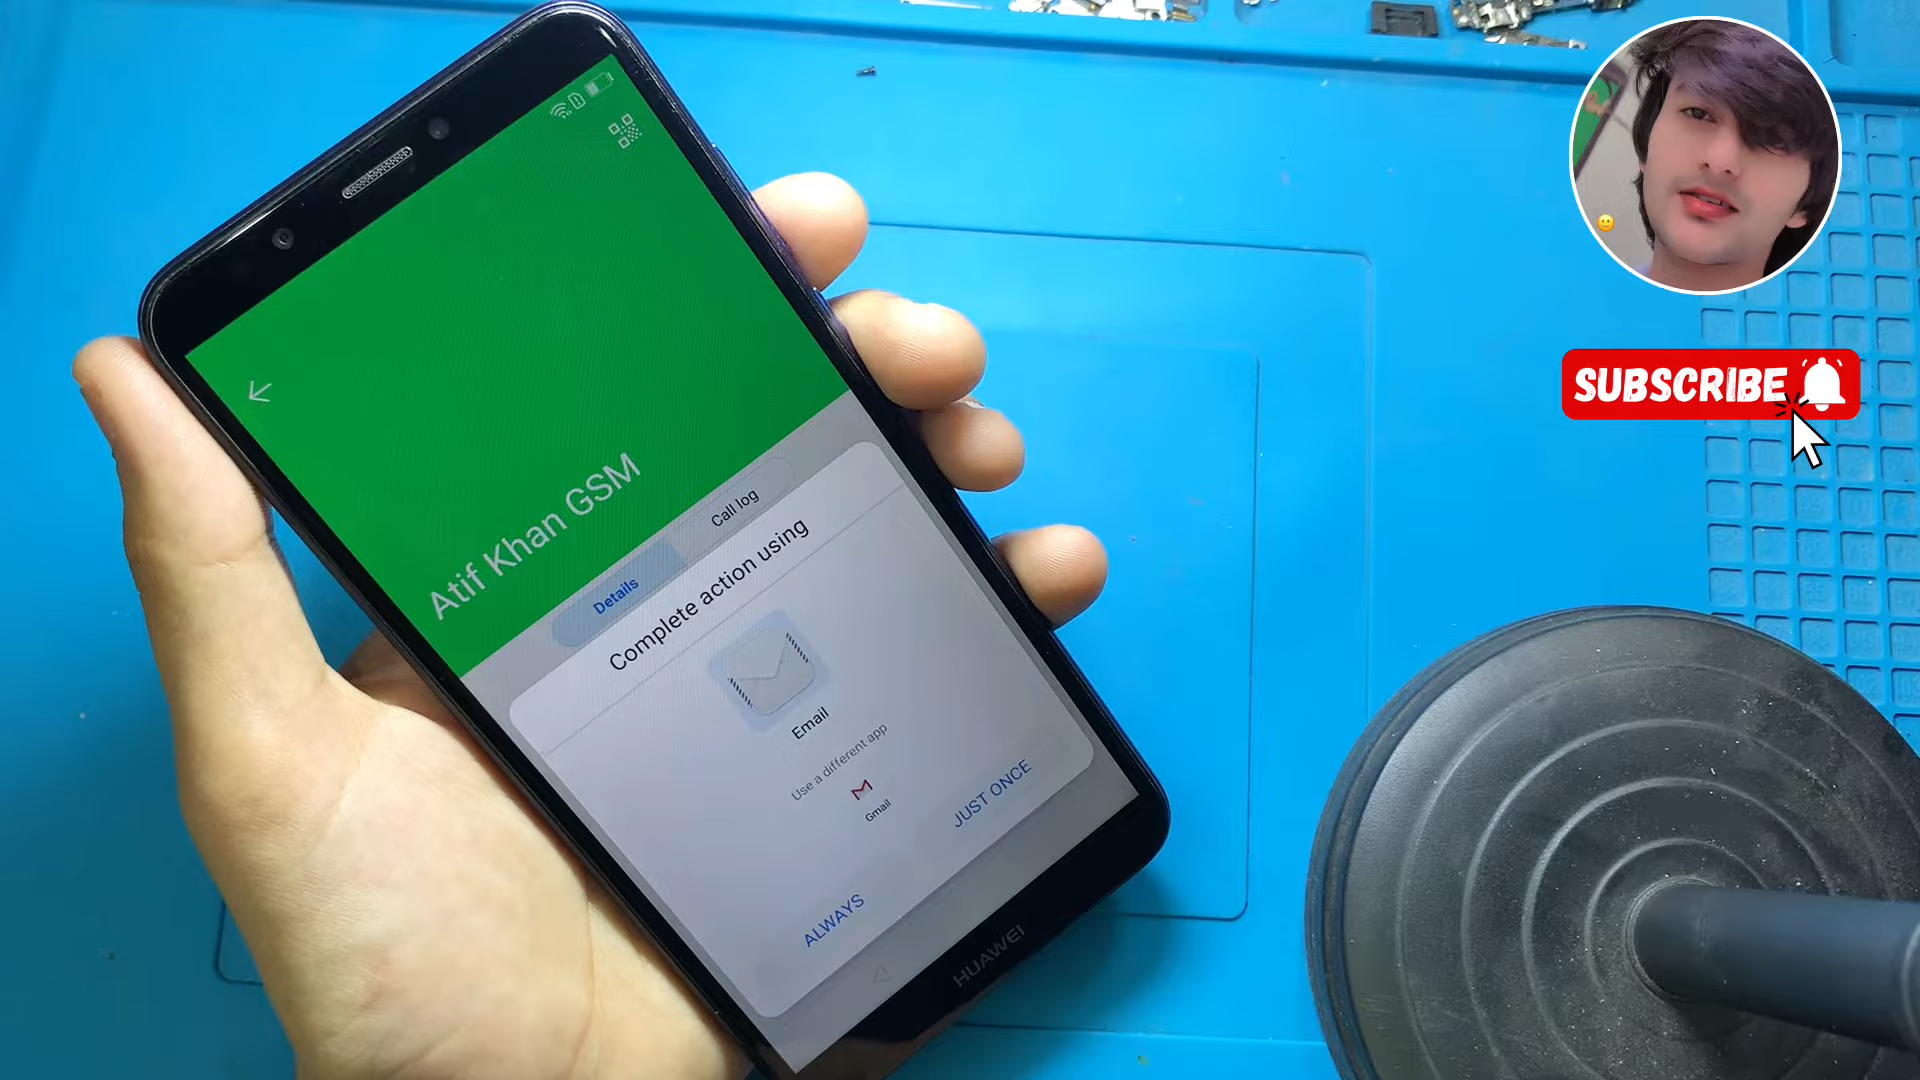 Atif Khan GSM
Details
Call log
Complete action using
Email
Use a different app
Gmail
ALWAYS
JUST ONCE
HUAWEI
SUBSCRIBE